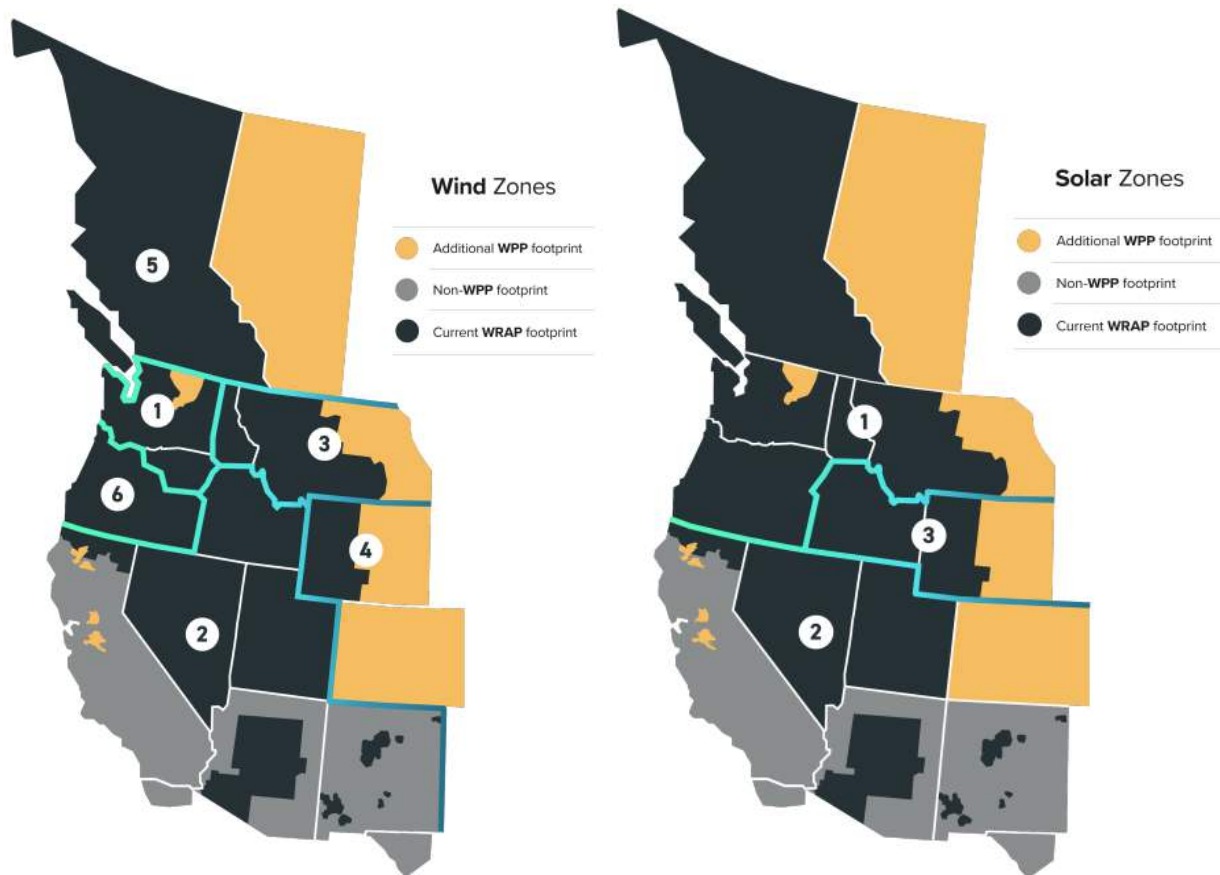 Wind Zones
Additional WPP footprint
Non-WPP footprint
Current WRAP footprint
5
1
3
6
4
2
Solar Zones
Additional WPP footprint
Non-WPP footprint
Current WRAP footprint
1
3
2